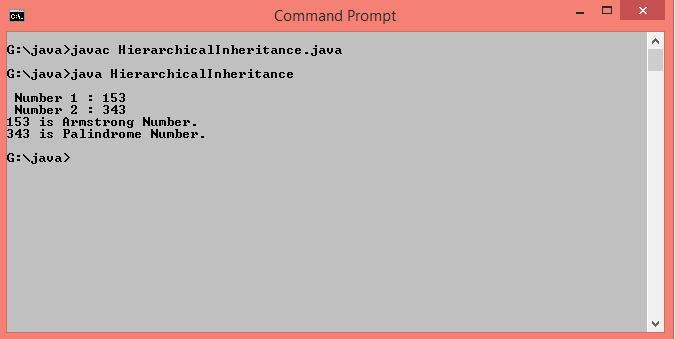 Command Prompt
G:\java>javac HierarchicalInheritance.java
G:\java>java HierarchicalInheritance
Number 1 : 153
Number 2 : 343
153 is Armstrong Number.
343 is Palindrome Number.
G:\java>